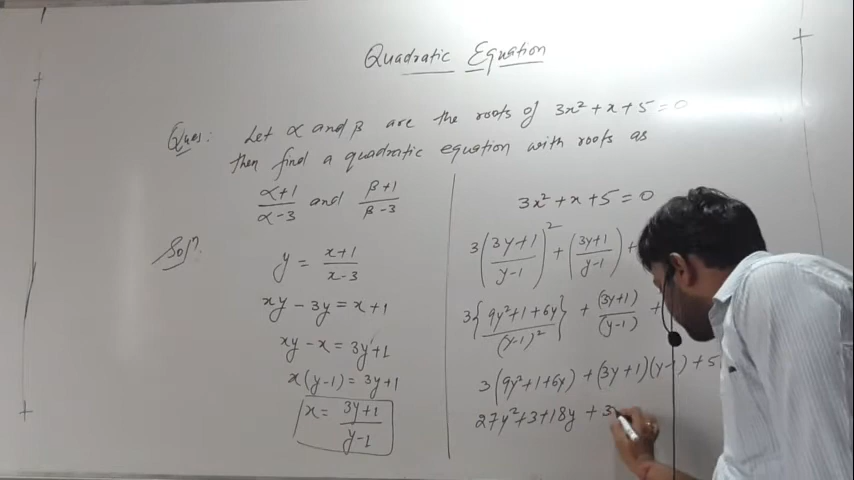 Quadratic Equation
Ques: Let α and β are the roots of 3x² + x + 5 = 0
then find a quadratic equation with roots as
α+1/α-3 and β+1/β-3
Solⁿ.
y = x+1/x-3
xy - 3y = x + 1
xy - x = 3y+1
x(y-1) = 3y+1
x = 3y+1/y-1
3x² + x + 5 = 0
3(3y+1/y-1)² + (3y+1/y-1) +
3{9y²+1+6y/(y-1)²} + (3y+1)/(y-1) +
3(9y²+1+6y) + (3y+1)(y-1) + 5
27y²+3+18y + 3